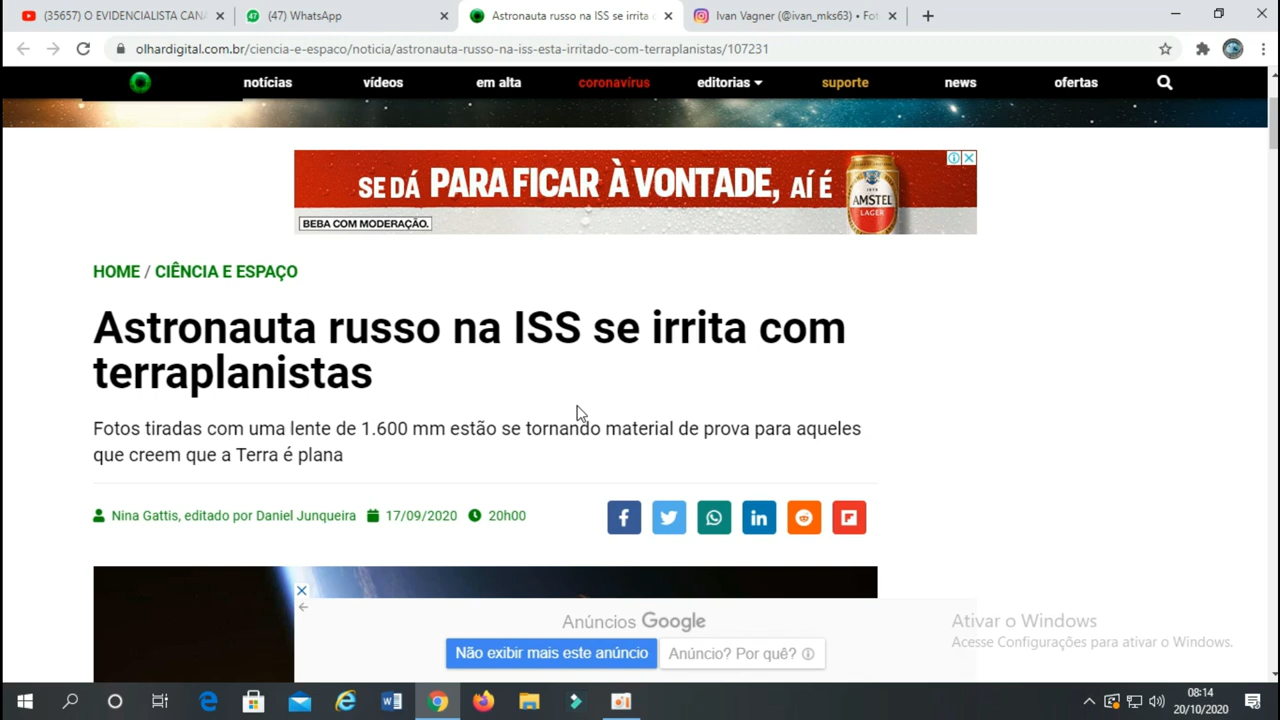 (35657) O EVIDENCIALISTA CANA
(47) WhatsApp
Astronauta russo na ISS se irrita c
Ivan Vagner (@ivan_mks63) • Fot
olhardigital.com.br/ciencia-e-espaco/noticia/astronauta-russo-na-iss-esta-irritado-com-terraplanistas/107231
notícias vídeos em alta coronavírus editorias suporte news ofertas
SE DÁ PARA FICAR À VONTADE, AÍ É
AMSTEL
LAGER
BEBA COM MODERAÇÃO.
HOME / CIÊNCIA E ESPAÇO
Astronauta russo na ISS se irrita com
terraplanistas
Fotos tiradas com uma lente de 1.600 mm estão se tornando material de prova para aqueles
que creem que a Terra é plana
Nina Gattis, editado por Daniel Junqueira 17/09/2020 20h00
Anúncios Google
Não exibir mais este anúncio Anúncio? Por quê?
Ativar o Windows
Acesse Configurações para ativar o Windows.
08:14
20/10/2020